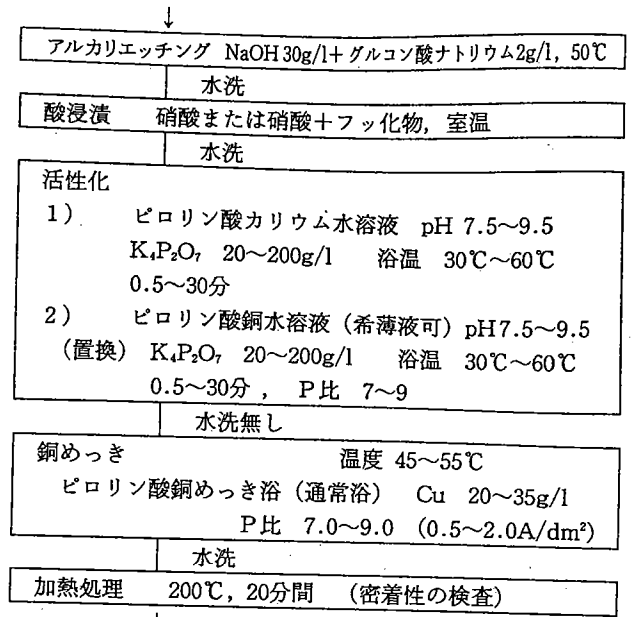 アルカリエッチング NaOH 30g/l+グルコン酸ナトリウム2g/l, 50℃
水洗
酸浸漬 硝酸または硝酸+フッ化物, 室温
水洗
活性化
1) ピロリン酸カリウム水溶液 pH 7.5~9.5
K₄P₂O₇ 20~200g/l 浴温 30℃~60℃
0.5~30分
2) ピロリン酸銅水溶液(希薄液可)pH7.5~9.5
(置換) K₄P₂O₇ 20~200g/l 浴温 30℃~60℃
0.5~30分, P比 7~9
水洗無し
銅めっき 温度 45~55℃
ピロリン酸銅めっき浴(通常浴) Cu 20~35g/l
P比 7.0~9.0 (0.5~2.0A/dm²)
水洗
加熱処理 200℃, 20分間 (密着性の検査)